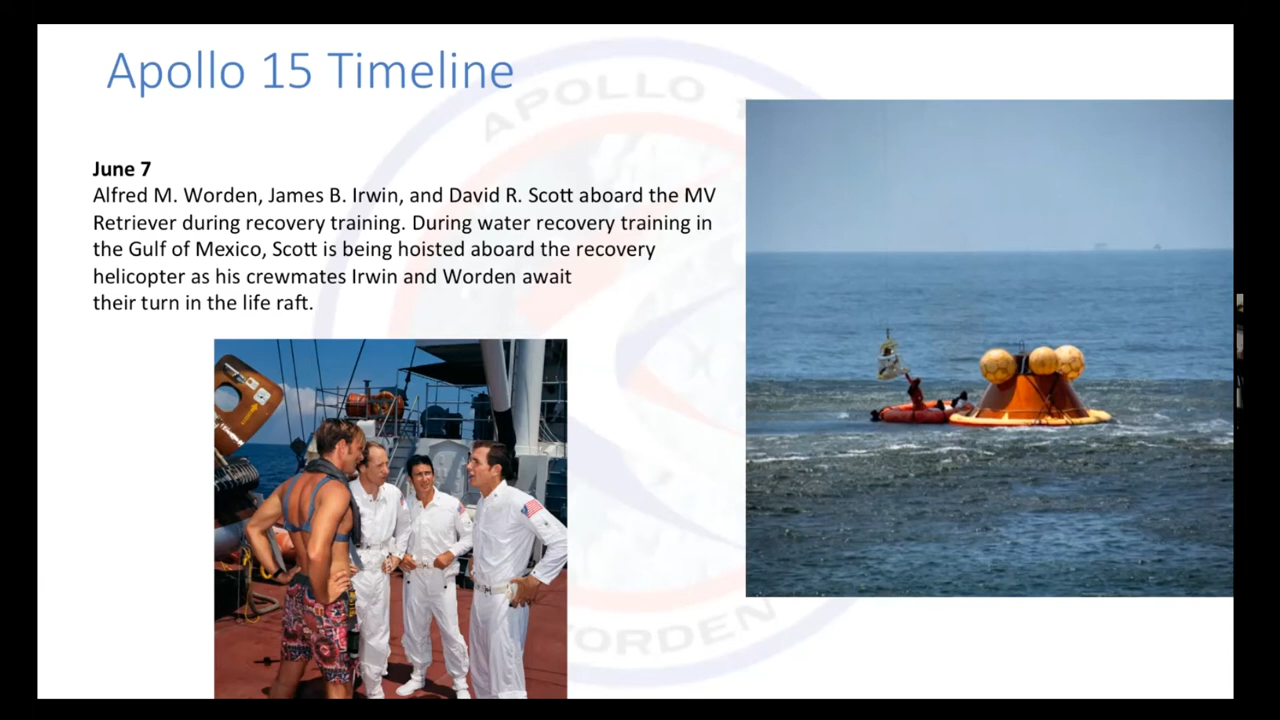 Apollo 15 Timeline
APOLLO 1
June 7
Alfred M. Worden, James B. Irwin, and David R. Scott aboard the MV
Retriever during recovery training. During water recovery training in
the Gulf of Mexico, Scott is being hoisted aboard the recovery
helicopter as his crewmates Irwin and Worden await
their turn in the life raft.
WORDEN